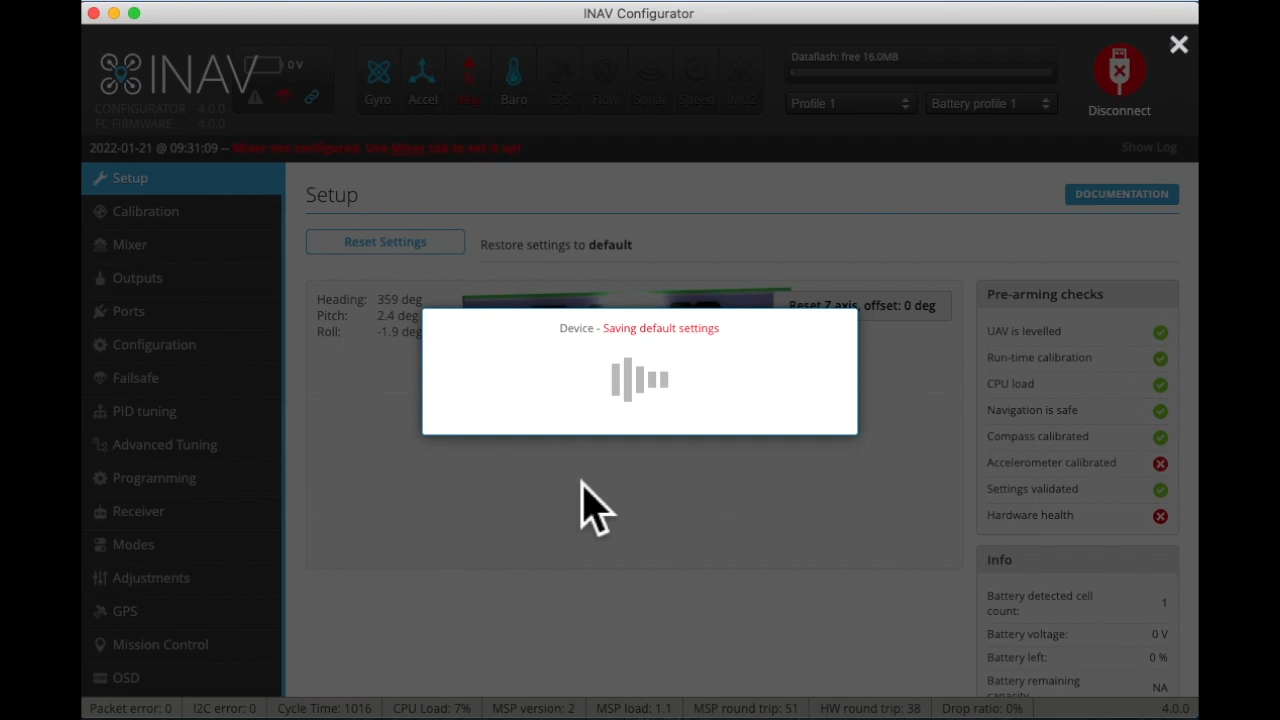 INAV Configurator
INAV
0 V
CONFIGURATOR 4.0.0
FC FIRMWARE 4.0.0
Gyro
Accel
Mag
Baro
GPS
Flow
Sonar
Speed
IMU2
Dataflash: free 16.0MB
Profile 1
Battery profile 1
Disconnect
2022-01-21 @ 09:31:09 -- Mixer not configured. Use Mixer tab to set it up!
Show Log
Setup
Calibration
Mixer
Outputs
Ports
Configuration
Failsafe
PID tuning
Advanced Tuning
Programming
Receiver
Modes
Adjustments
GPS
Mission Control
OSD
Setup
DOCUMENTATION
Reset Settings
Restore settings to default
Heading: 359 deg
Pitch: 2.4 deg
Roll: -1.9 deg
Reset Z axis, offset: 0 deg
Device - Saving default settings
Pre-arming checks
UAV is levelled
Run-time calibration
CPU load
Navigation is safe
Compass calibrated
Accelerometer calibrated
Settings validated
Hardware health
Info
Battery detected cell
count: 1
Battery voltage: 0 V
Battery left: 0 %
Battery remaining
capacity NA
Packet error: 0
I2C error: 0
Cycle Time: 1016
CPU Load: 7%
MSP version: 2
MSP load: 1.1
MSP round trip: 51
HW round trip: 38
Drop ratio: 0%
4.0.0